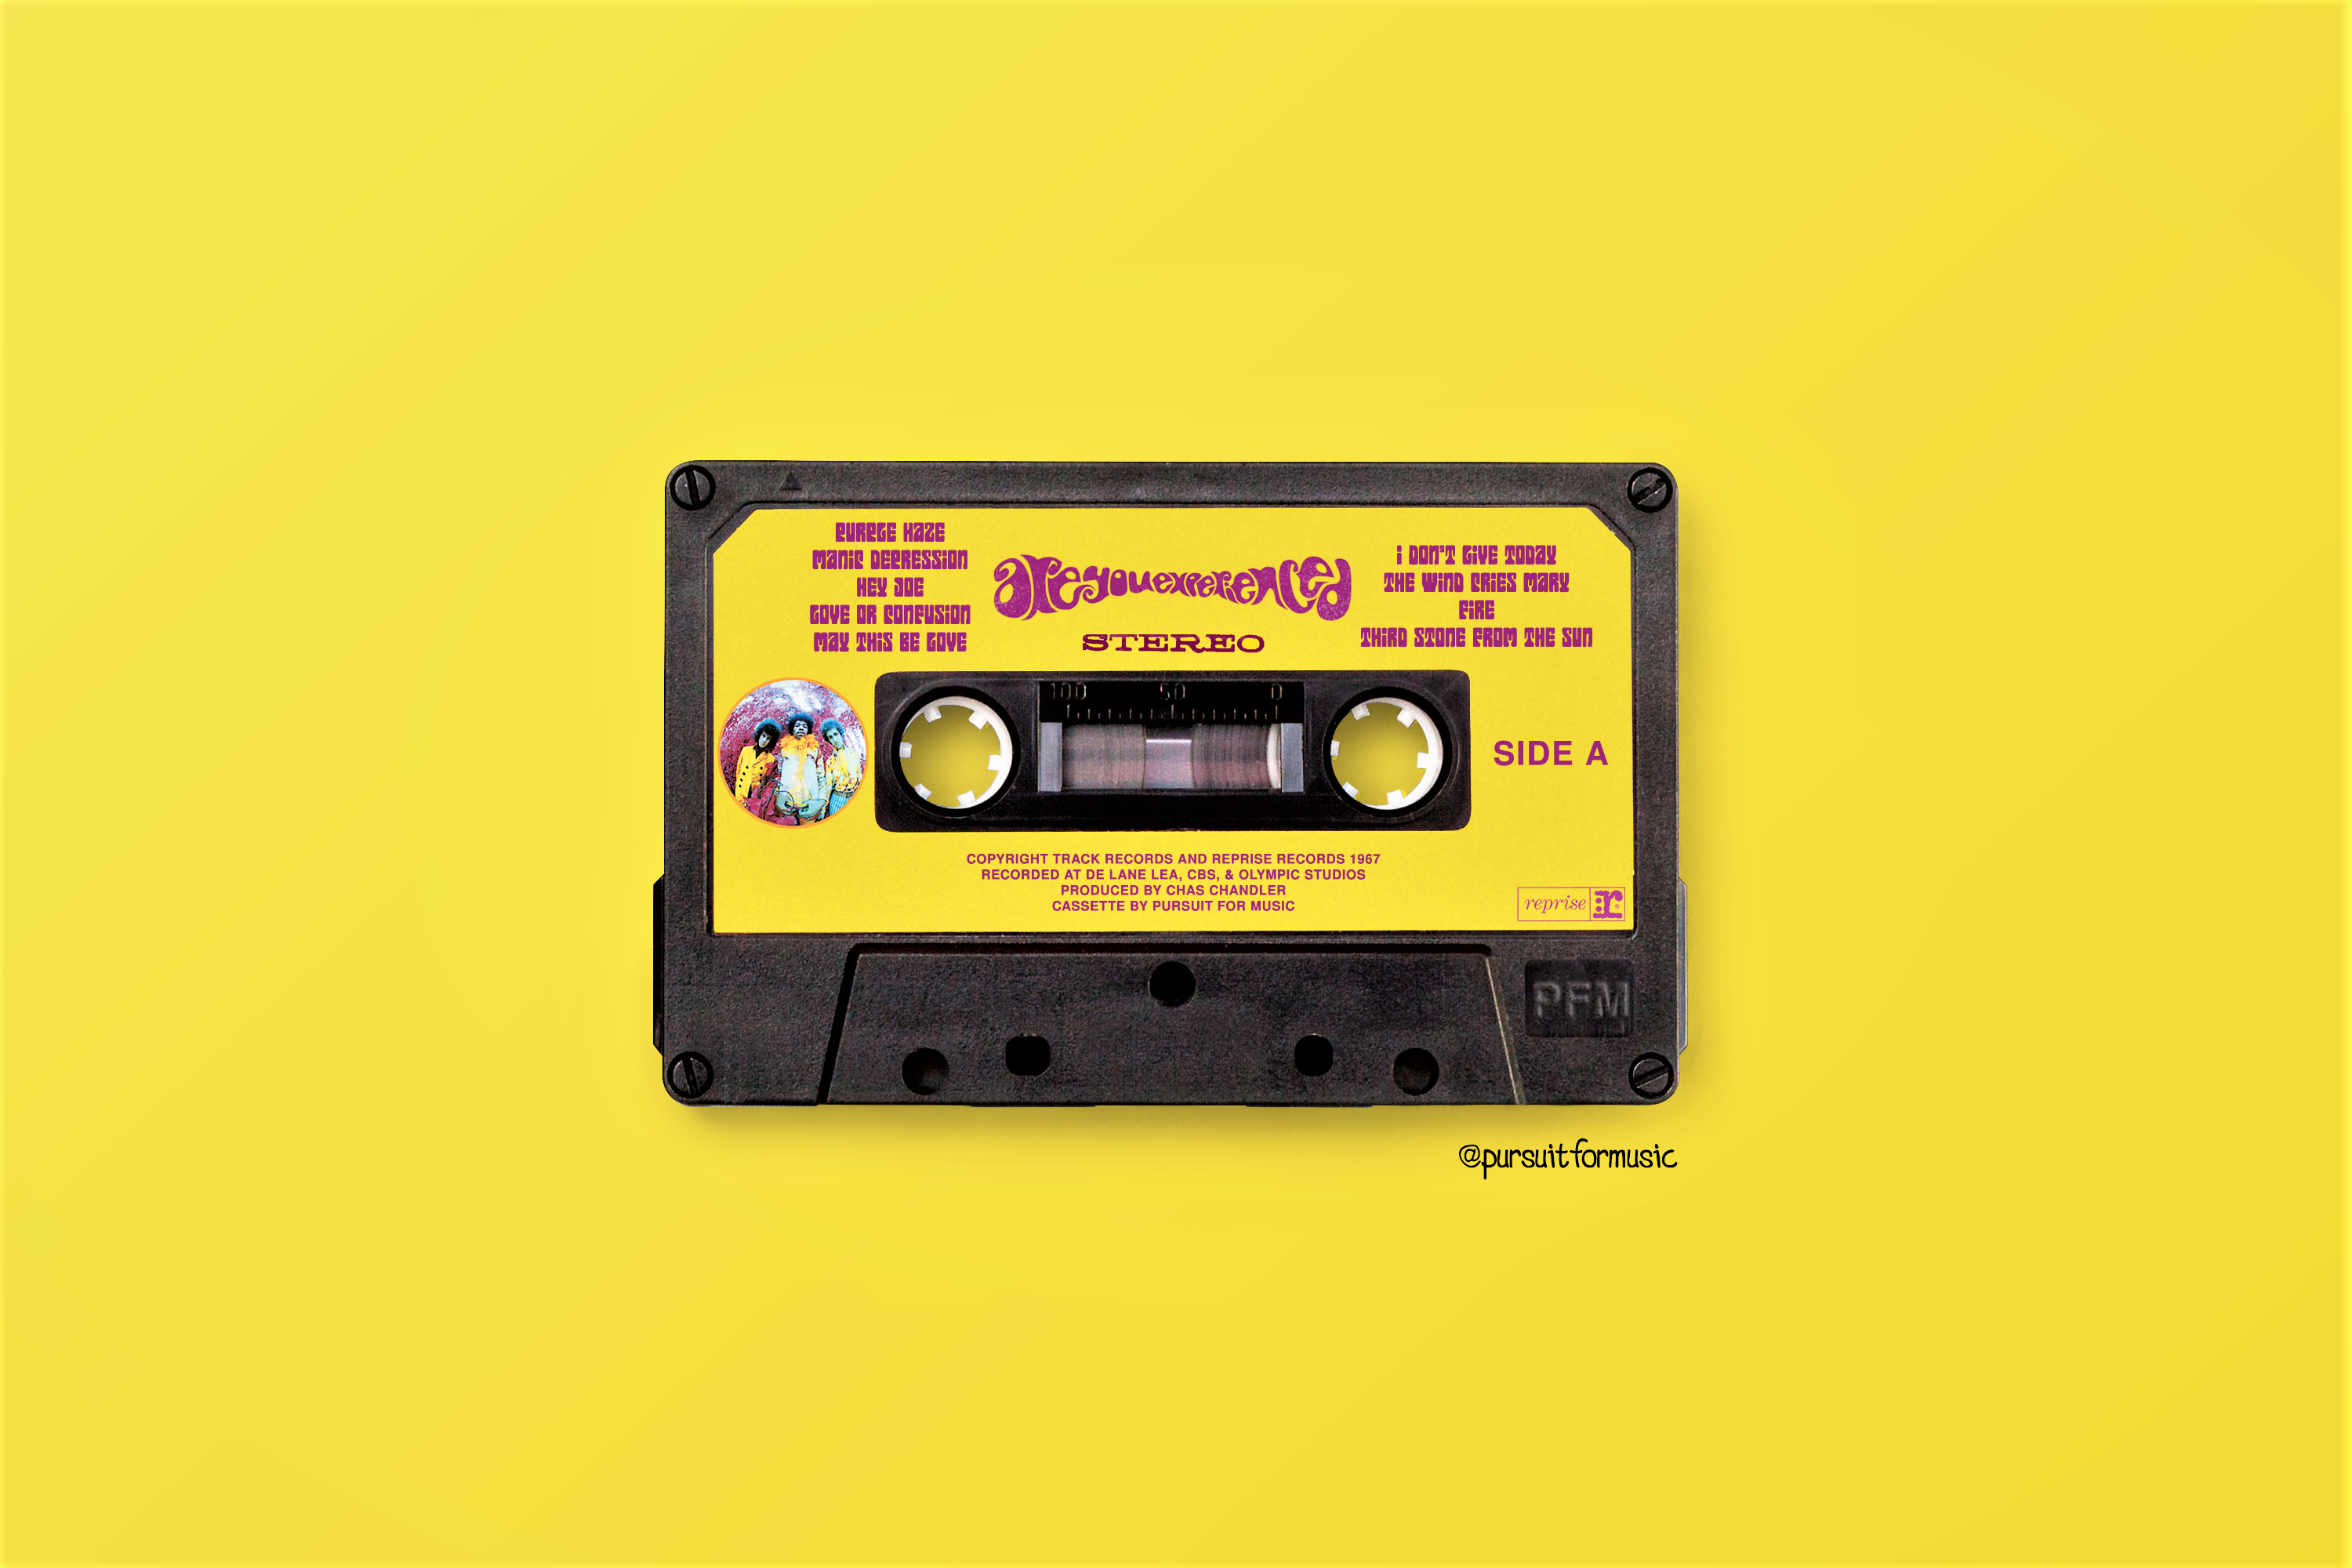 PURPLE HAZE
MANIC DEPRESSION
HEY JOE
LOVE OR CONFUSION
MAY THIS BE LOVE
are you experienced
STEREO
i DON'T LIVE TODAY
THE WIND CRIES MARY
FIRE
THIRD STONE FROM THE SUN
100 50 0
SIDE A
COPYRIGHT TRACK RECORDS AND REPRISE RECORDS 1967
RECORDED AT DE LANE LEA, CBS, & OLYMPIC STUDIOS
PRODUCED BY CHAS CHANDLER
CASSETTE BY PURSUIT FOR MUSIC
reprise r:
PFM
@pursuitformusic